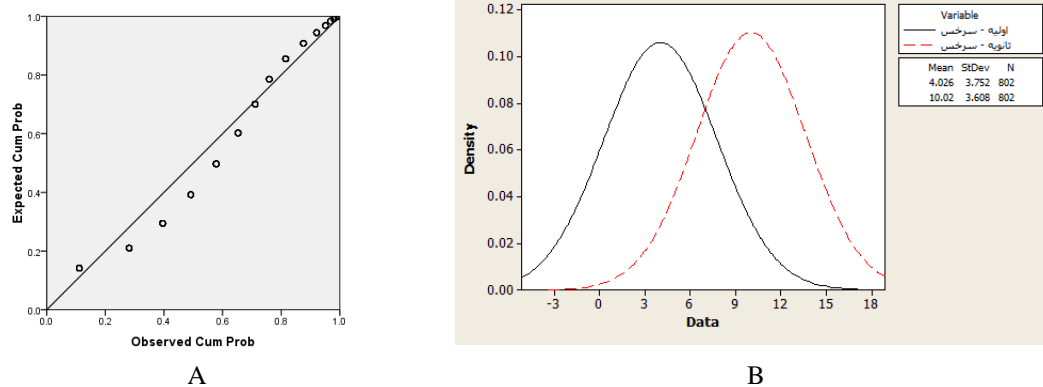 1.0
0.8
0.6
0.4
0.2
0.0
0.0 0.2 0.4 0.6 0.8 1.0
Expected Cum Prob
Observed Cum Prob
A
0.12
0.10
0.08
0.06
0.04
0.02
0.00
-3 0 3 6 9 12 15 18
Density
Data
Variable
اوليه - سرخس
ثانويه - سرخس
Mean StDev N
4.026 3.752 802
10.02 3.608 802
B